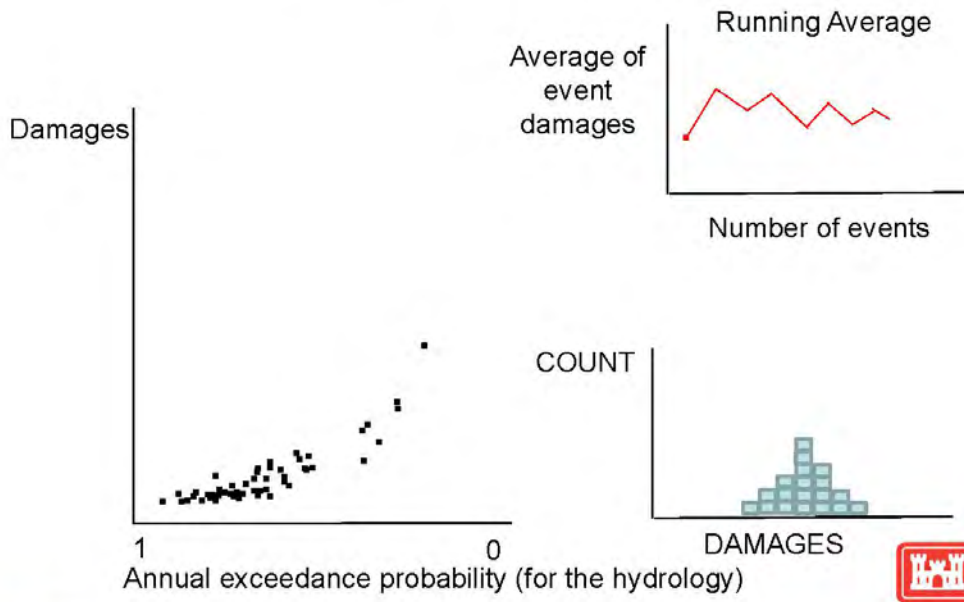 Damages
1
0
Annual exceedance probability (for the hydrology)
Running Average
Average of
event
damages
Number of events
COUNT
DAMAGES